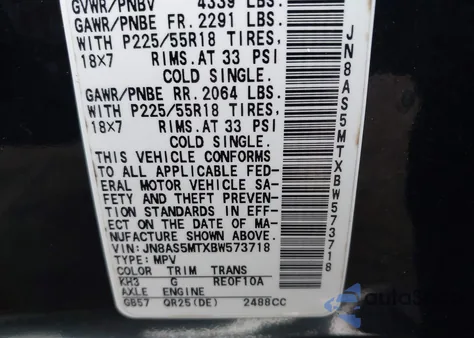 GVWR/PNBV 4339 LBS.
GAWR/PNBE FR. 2291 LBS.
WITH P225/55R18 TIRES,
18x7 RIMS.AT 33 PSI
COLD SINGLE.
GAWR/PNBE RR. 2064 LBS.
WITH P225/55R18 TIRES,
18x7 RIMS.AT 33 PSI
COLD SINGLE.
THIS VEHICLE CONFORMS
TO ALL APPLICABLE FED-
ERAL MOTOR VEHICLE SA-
FETY AND THEFT PREVEN-
TION STANDARDS IN EFF-
ECT ON THE DATE OF MA-
NUFACTURE SHOWN ABOVE.
VIN:JN8AS5MTXBW573718
TYPE: MPV
COLOR TRIM TRANS
KH3 G RE0F10A
AXLE ENGINE
GB57 QR25(DE) 2488CC
JN8AS5MTXBW573718